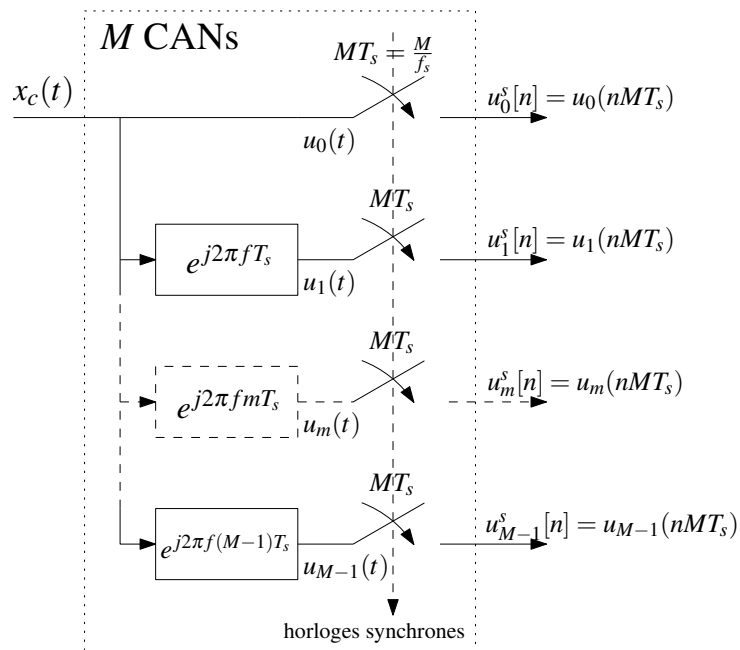 M CANs
MT_s = M/f_s
x_c(t)
u_0(t)
u_0^s[n] = u_0(nMT_s)
MT_s
e^{j2πfT_s}
u_1(t)
u_1^s[n] = u_1(nMT_s)
MT_s
e^{j2πfmT_s}
u_m(t)
u_m^s[n] = u_m(nMT_s)
MT_s
e^{j2πf(M−1)T_s}
u_{M−1}(t)
u_{M−1}^s[n] = u_{M−1}(nMT_s)
horloges synchrones